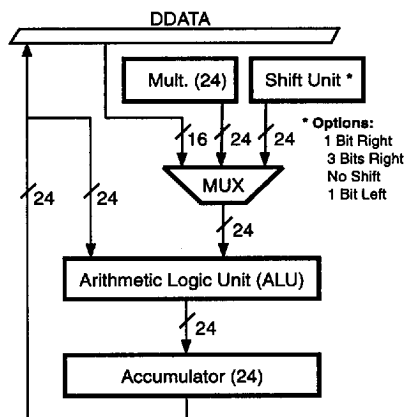 DDATA
Mult. (24)
Shift Unit *
* Options:
1 Bit Right
3 Bits Right
No Shift
1 Bit Left
16
24
24
MUX
24
24
24
Arithmetic Logic Unit (ALU)
24
Accumulator (24)